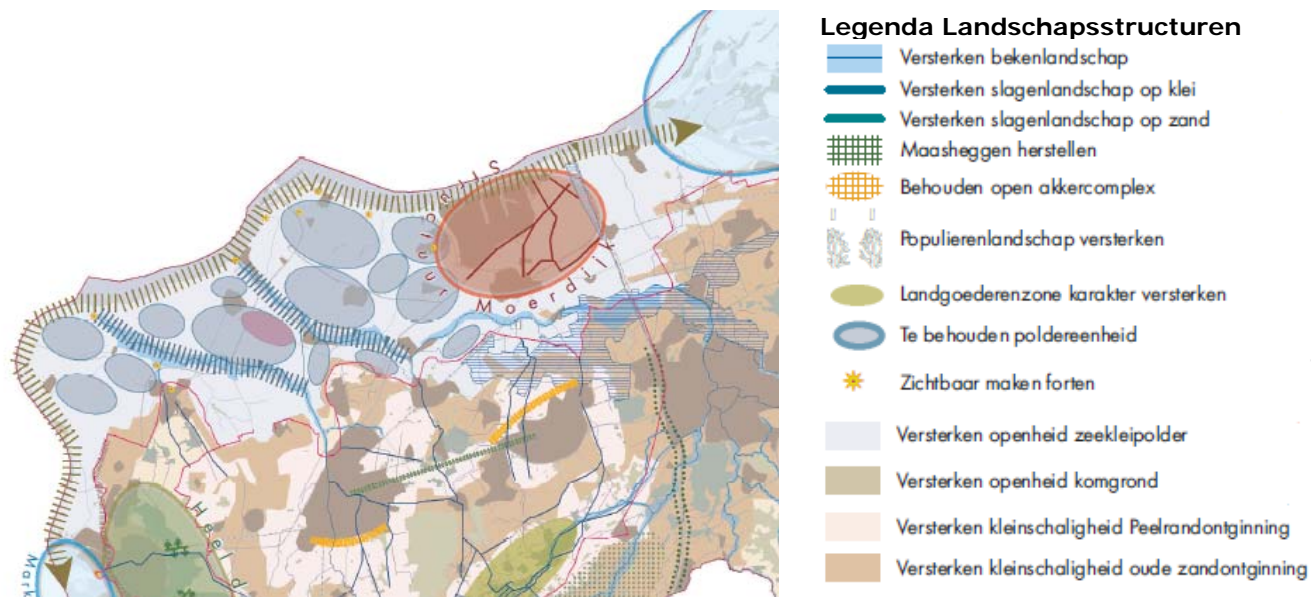 Legenda Landschapsstructuren
Versterken bekenlandschap
Versterken slagenlandschap op klei
Versterken slagenlandschap op zand
Maasheggen herstellen
Behouden open akkercomplex
Populierenlandschap versterken
Landgoederenzone karakter versterken
Te behouden poldereenheid
Zichtbaar maken forten
Versterken openheid zeekleipolder
Versterken openheid komgrond
Versterken kleinschaligheid Peelrandontginning
Versterken kleinschaligheid oude zandontginning
Moerdijk
Heel d
Mark